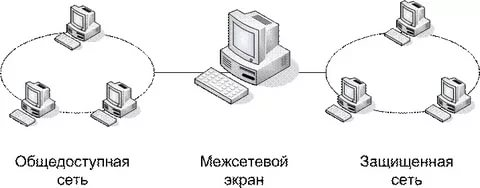 Общедоступная
сеть
Межсетевой
экран
Защищенная
сеть